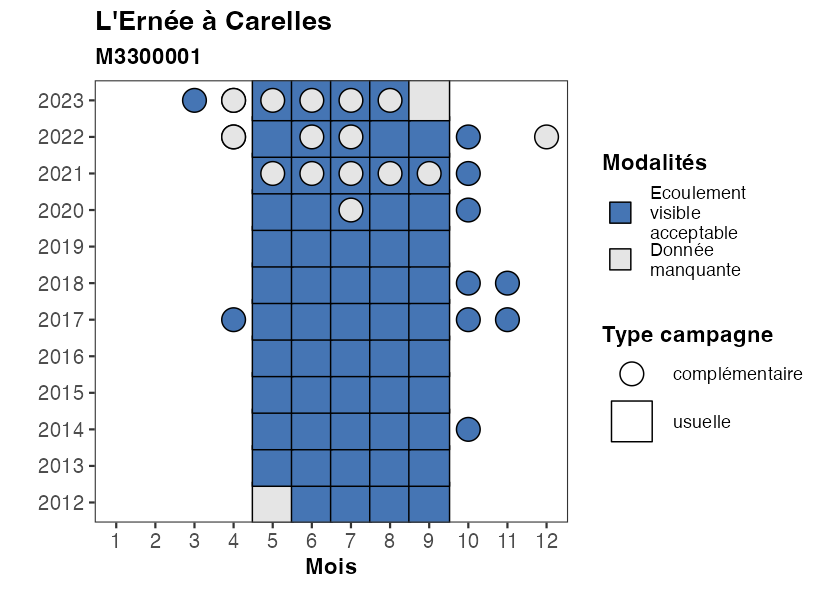 L'Ernée à Carelles
M3300001
2023
2022
2021
2020
2019
2018
2017
2016
2015
2014
2013
2012
1 2 3 4 5 6 7 8 9 10 11 12
Mois
Modalités
Ecoulement
visible
acceptable
Donnée
manquante
Type campagne
complémentaire
usuelle